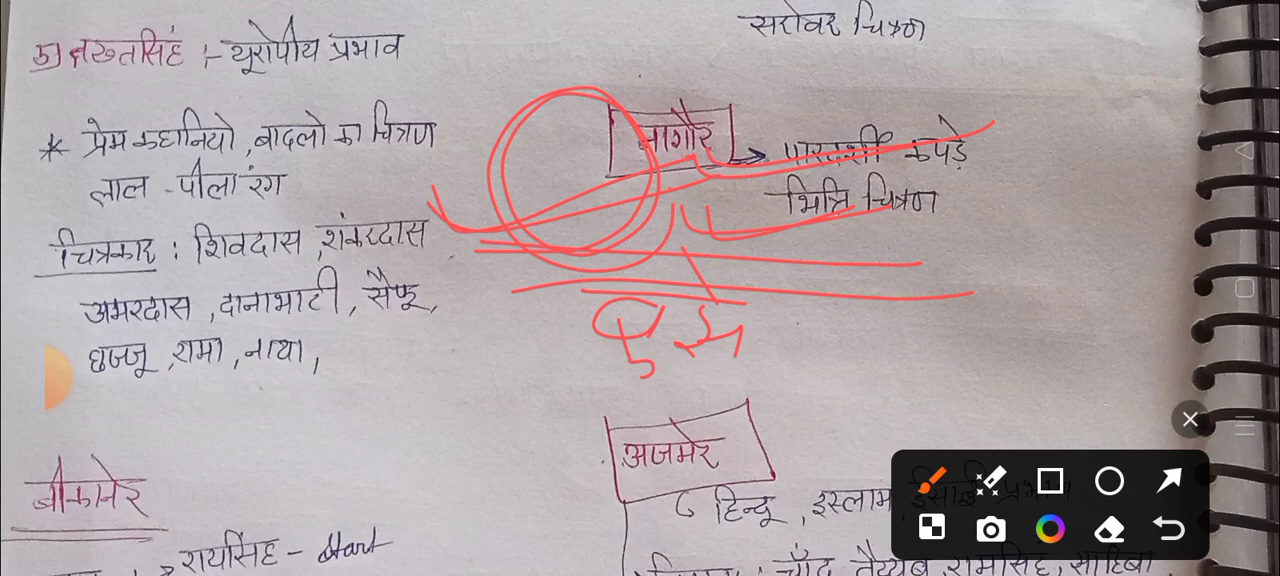 सरोवर चित्रण
5) तख्तसिंह :- यूरोपीय प्रभाव
* प्रेम कहानियो, बादलो का चित्रण
लाल - पीला रंग
चित्रकार : शिवदास, शंकरदास
अमरदास, दानाभाटी, सैफू,
छज्जू, रामा, नाथा,
नागौर → पारदर्शी कपड़े
भित्ति चित्रण
बीकानेर
रायसिंह - start
अजमेर
हिन्दू, इस्लाम, ईसाई प्रभाव
चाँद, तैय्यब, रामसिंह, साहिबा